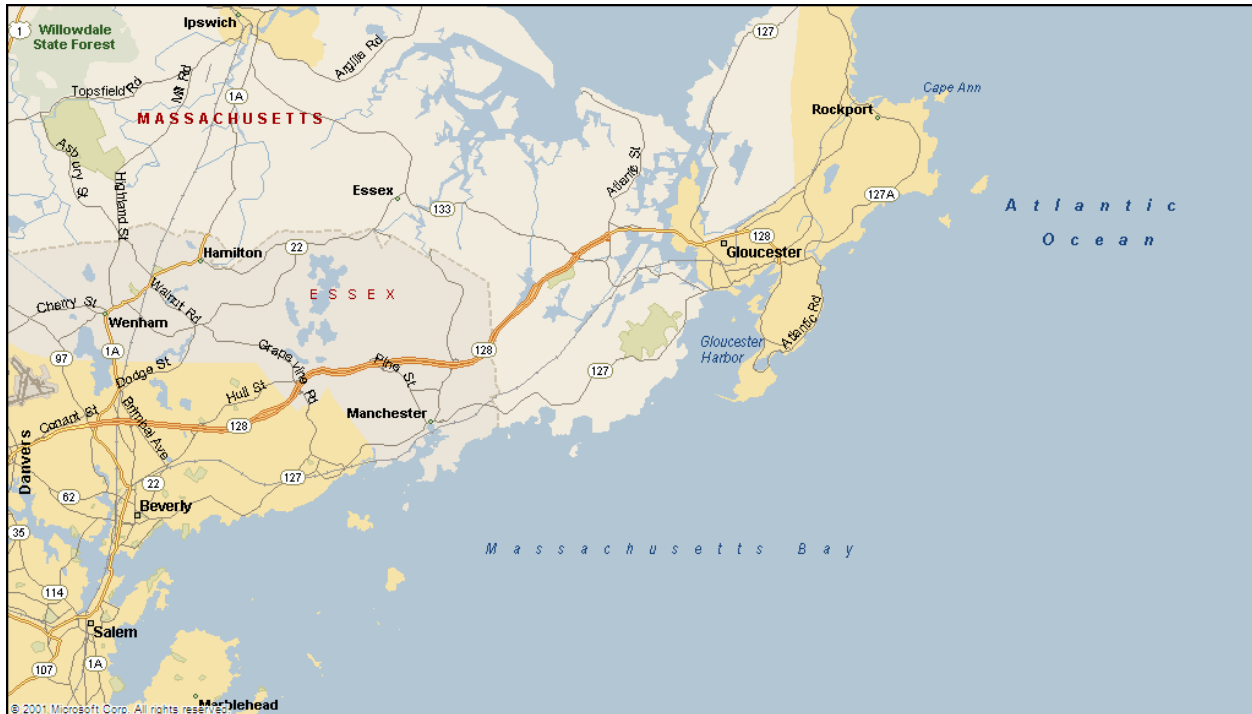 Ipswich
1
Willowdale
State Forest
127
Argilla Rd
Mill Rd
Topsfield Rd
1A
Cape Ann
MASSACHUSETTS
Rockport
Asbury St
Atlantic St
Highland St
Essex
127A
133
Atlantic
Ocean
22
Hamilton
128
Gloucester
Walnut Rd
ESSEX
Cherry St
Wenham
Atlantic Rd
Gloucester
Harbor
97
1A
Grapevine Rd
128
Dodge St
Pine St
127
Hull St
Manchester
Conant St
Brimbal Ave
128
Danvers
127
22
62
Beverly
35
Massachusetts Bay
114
Salem
1A
107
Marblehead
© 2001 Microsoft Corp. All rights reserved.